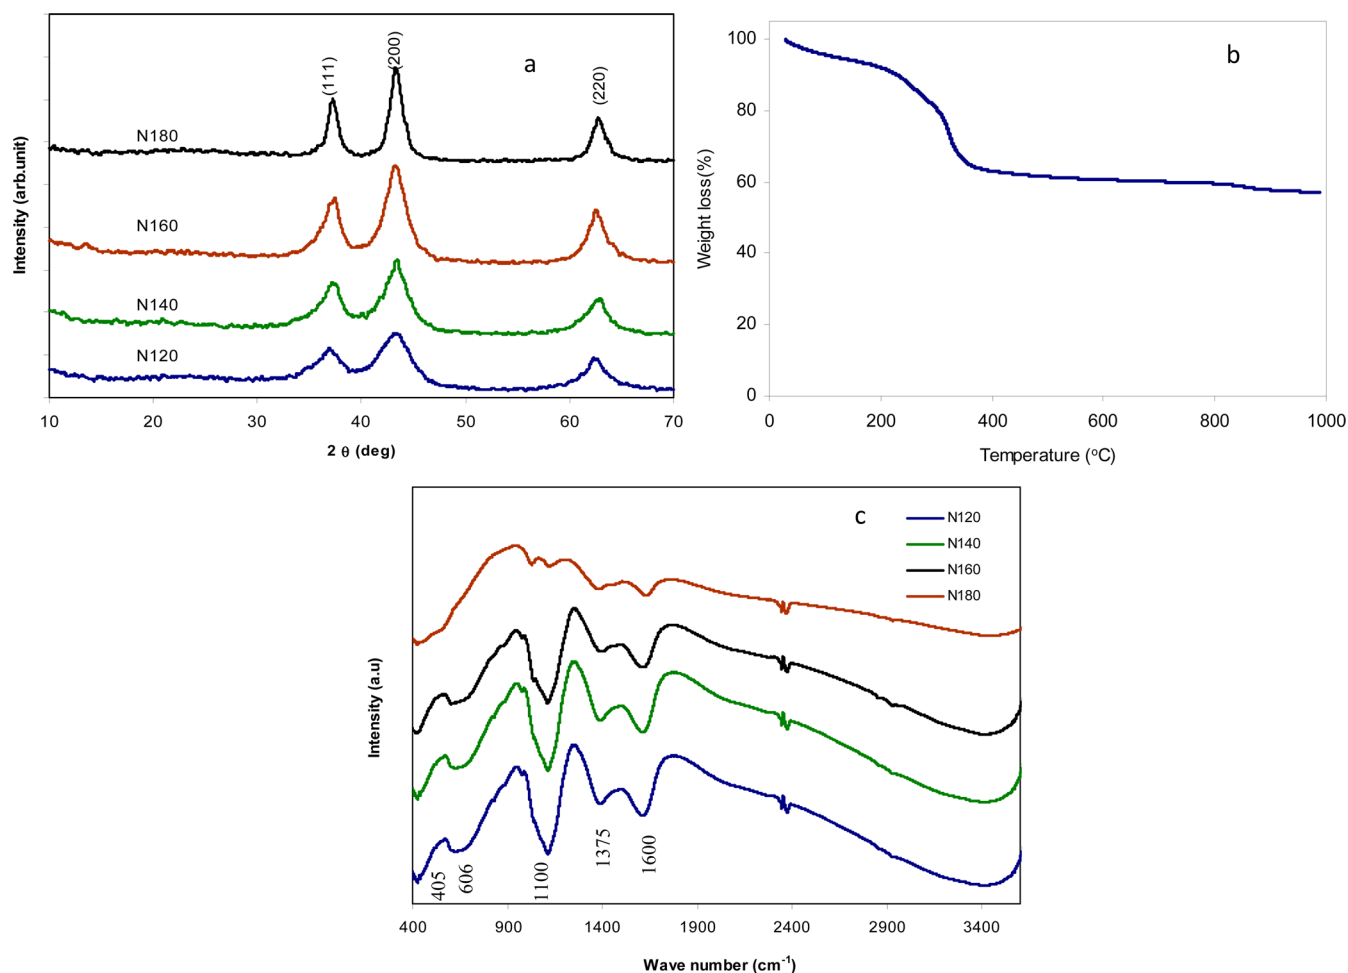 a
(111)
(200)
(220)
N180
N160
N140
N120
Intensity (arb.unit)
10 20 30 40 50 60 70
2 θ (deg)
b
100
80
60
40
20
0
Weight loss(%)
0 200 400 600 800 1000
Temperature (°C)
c
N120
N140
N160
N180
Intensity (a.u)
405 606 1100 1375 1600
400 900 1400 1900 2400 2900 3400
Wave number (cm⁻¹)